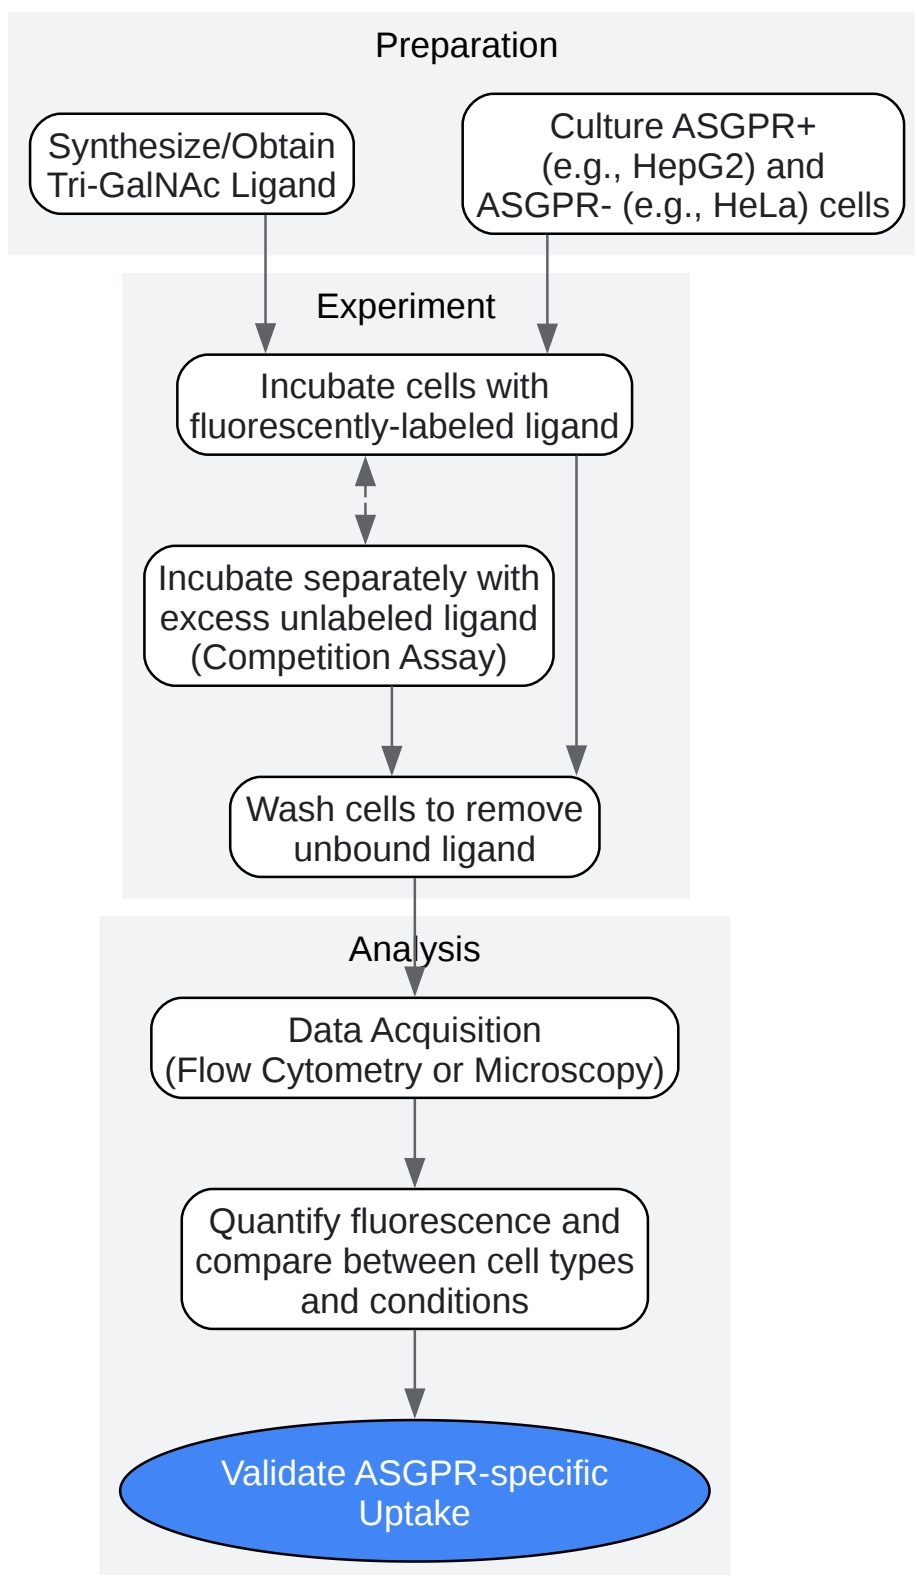 Preparation
Synthesize/Obtain
Tri-GalNAc Ligand
Culture ASGPR+
(e.g., HepG2) and
ASGPR- (e.g., HeLa) cells
Experiment
Incubate cells with
fluorescently-labeled ligand
Incubate separately with
excess unlabeled ligand
(Competition Assay)
Wash cells to remove
unbound ligand
Analysis
Data Acquisition
(Flow Cytometry or Microscopy)
Quantify fluorescence and
compare between cell types
and conditions
Validate ASGPR-specific
Uptake